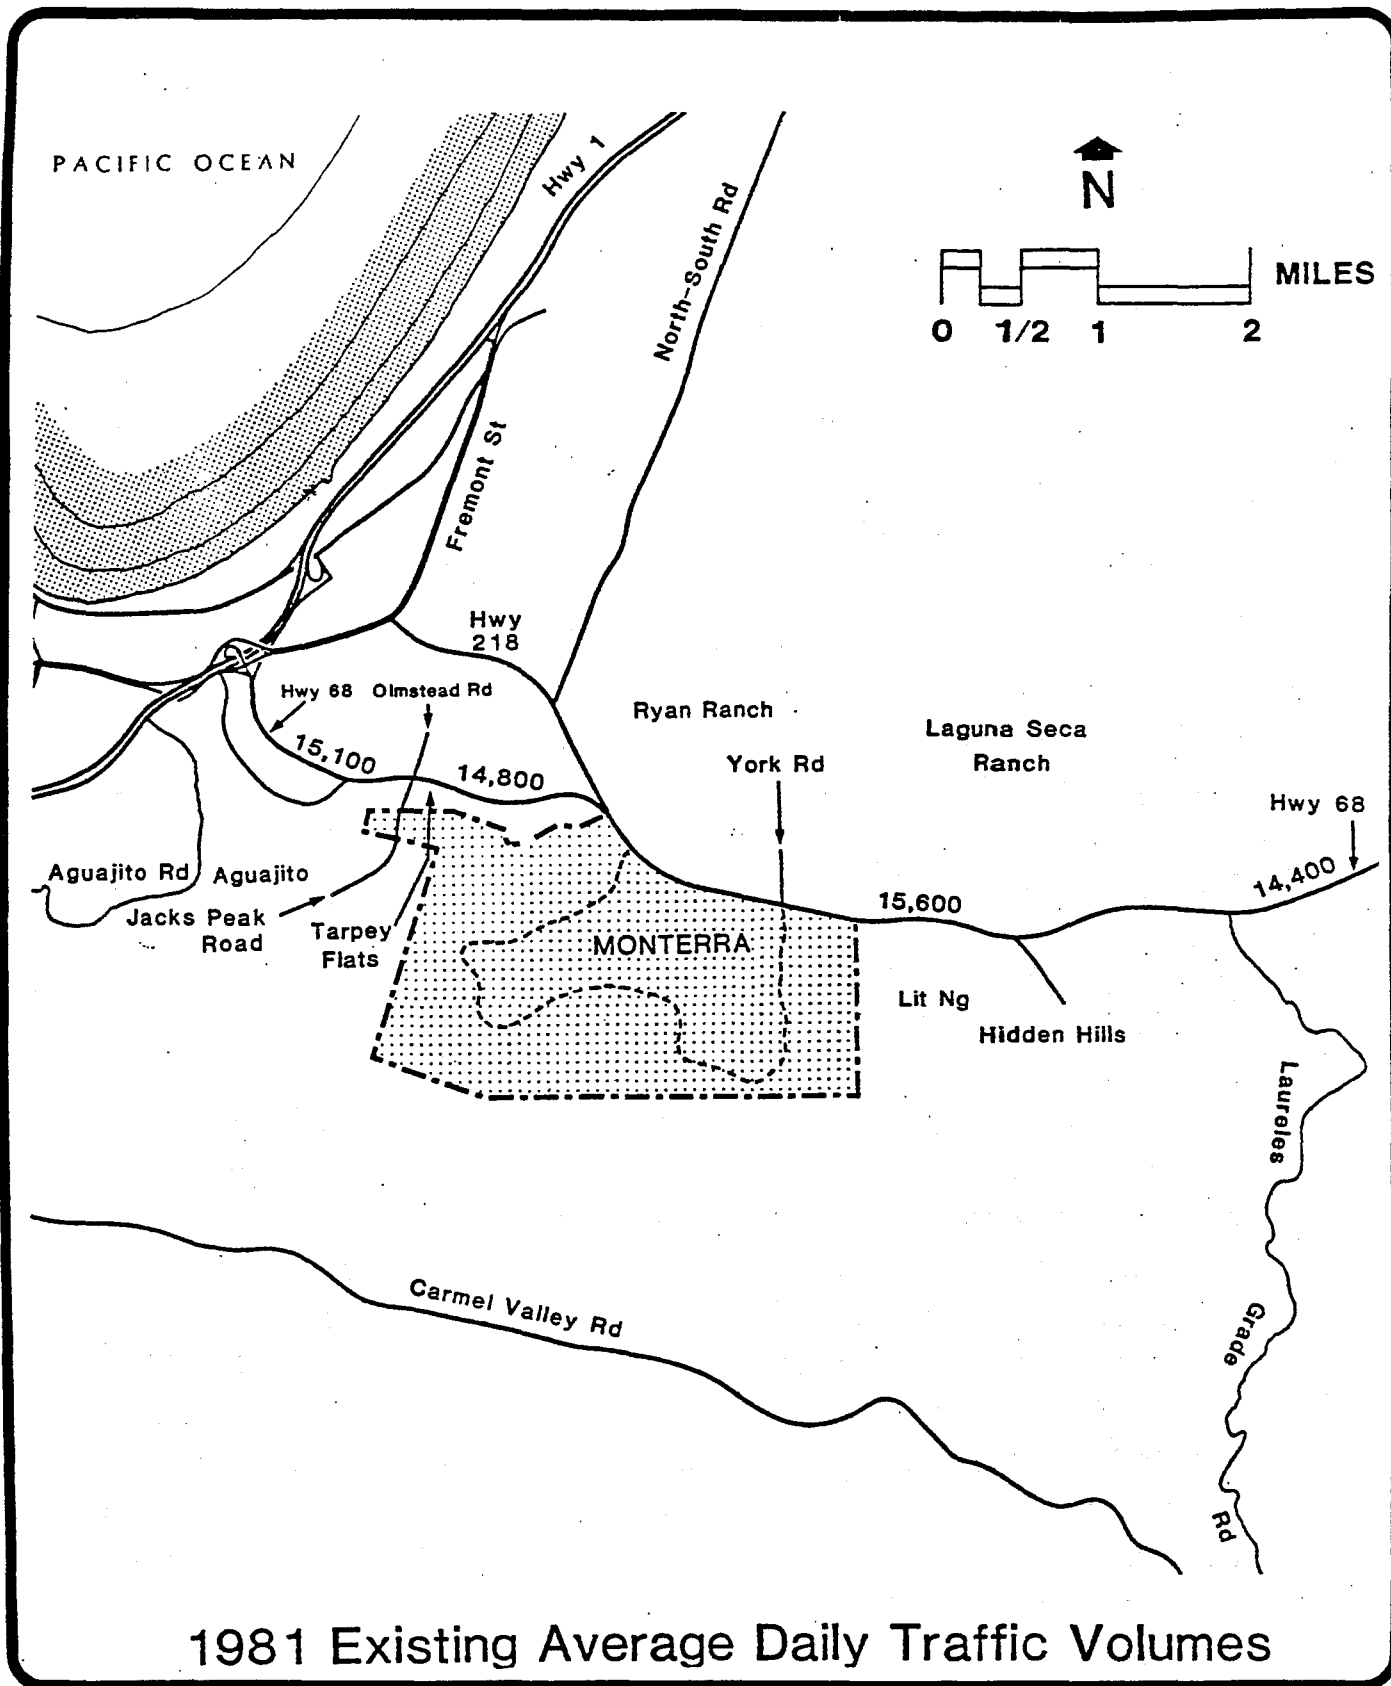 PACIFIC OCEAN
Hwy 1
North-South Rd
N
MILES
0 1/2 1 2
Fremont St
Hwy
218
Hwy 68
Olmstead Rd
Ryan Ranch
Laguna Seca
Ranch
York Rd
15,100
14,800
Hwy 68
14,400
15,600
Aguajito Rd
Aguajito
Jacks Peak
Road
Tarpey
Flats
MONTERRA
Lit Ng
Hidden Hills
Laureles
Grade
Rd
Carmel Valley Rd
1981 Existing Average Daily Traffic Volumes